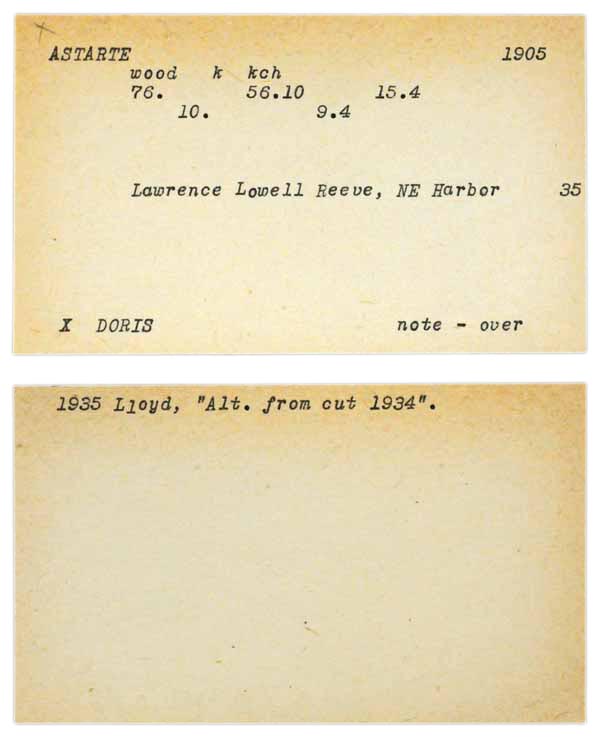 ASTARTE 1905
wood k kch
76. 56.10 15.4
10. 9.4
Lawrence Lowell Reeve, NE Harbor 35
X DORIS note - over
1935 Lloyd, "Alt. from cut 1934".